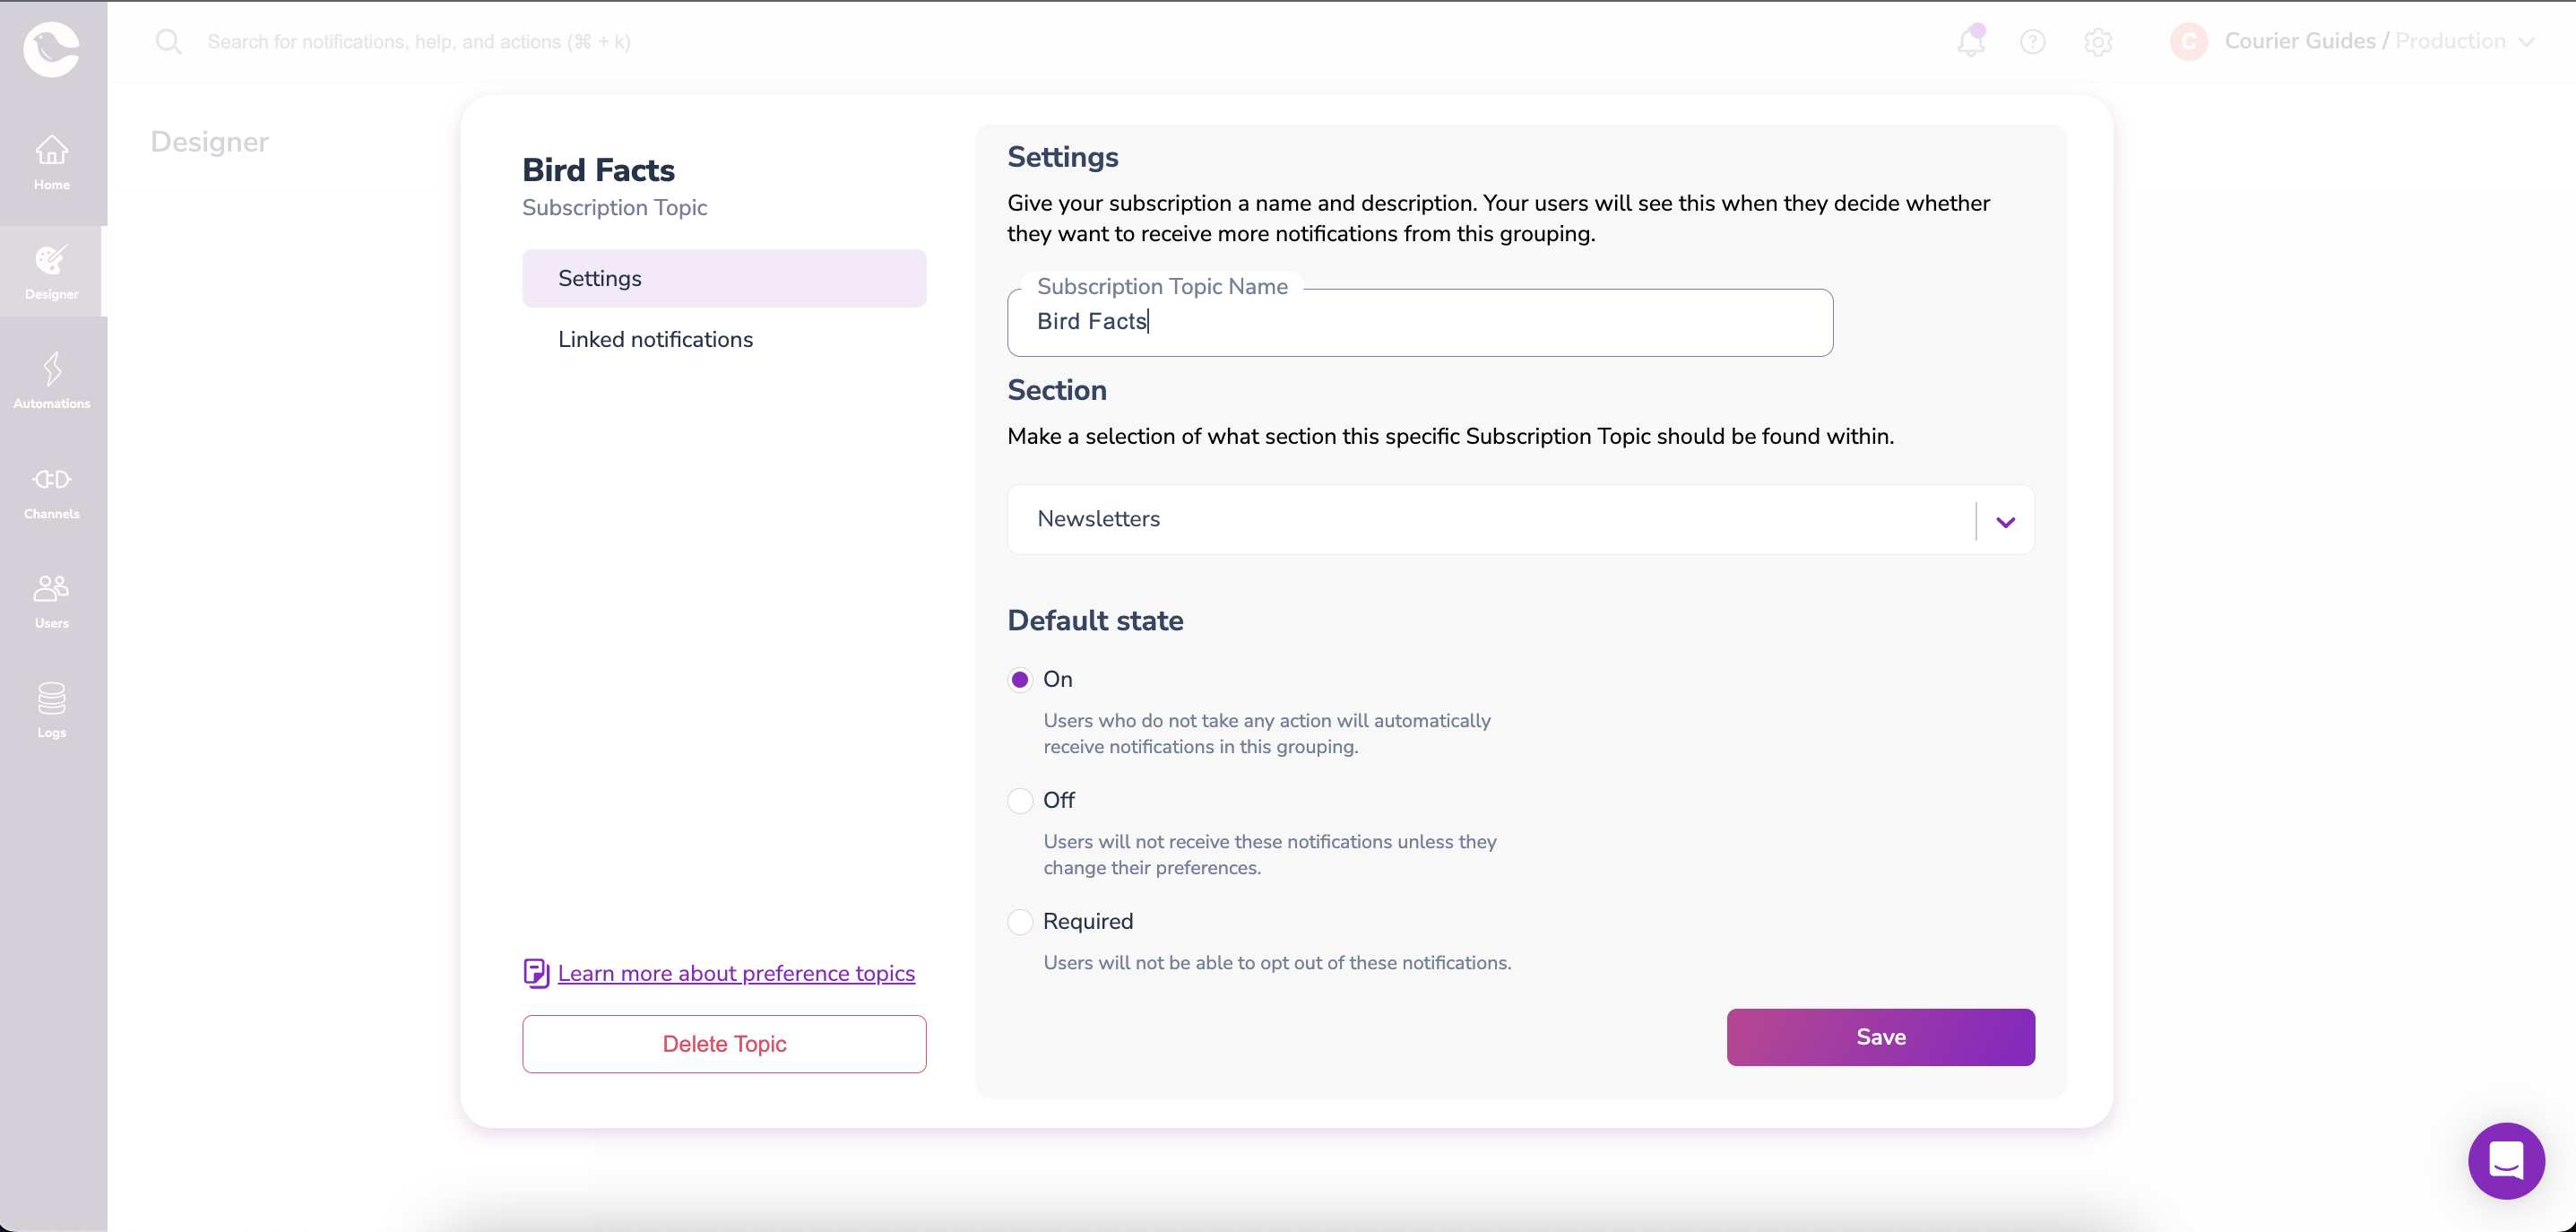 Search for notifications, help, and actions (⌘ + k)
C
Courier Guides / Production
Home
Designer
Automations
Channels
Users
Logs
Designer
Bird Facts
Subscription Topic
Settings
Linked notifications
Learn more about preference topics
Delete Topic
Settings
Give your subscription a name and description. Your users will see this when they decide whether
they want to receive more notifications from this grouping.
Subscription Topic Name
Bird Facts
Section
Make a selection of what section this specific Subscription Topic should be found within.
Newsletters
Default state
On
Users who do not take any action will automatically
receive notifications in this grouping.
Off
Users will not receive these notifications unless they
change their preferences.
Required
Users will not be able to opt out of these notifications.
Save